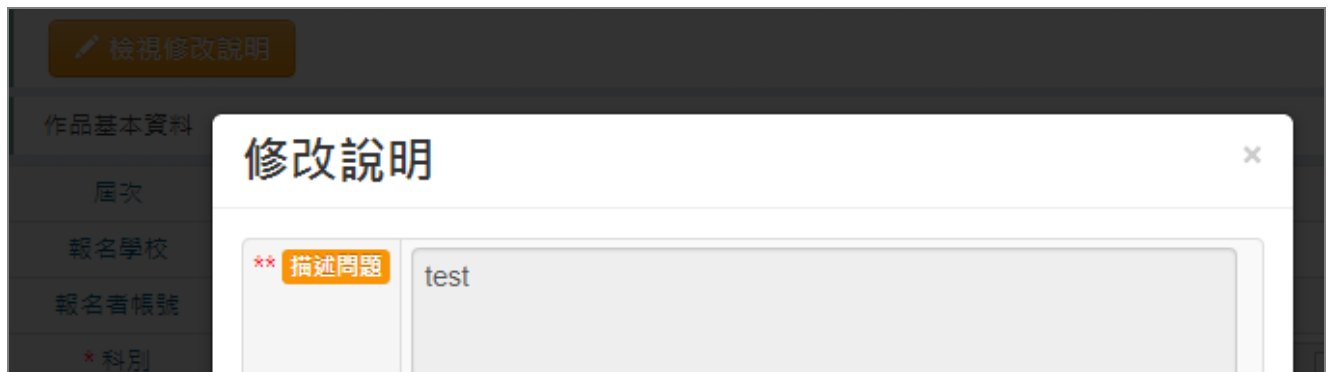 檢視修改說明
作品基本資料
修改說明 ×
屆次
報名學校
** 描述問題 test
報名者帳號
* 科別